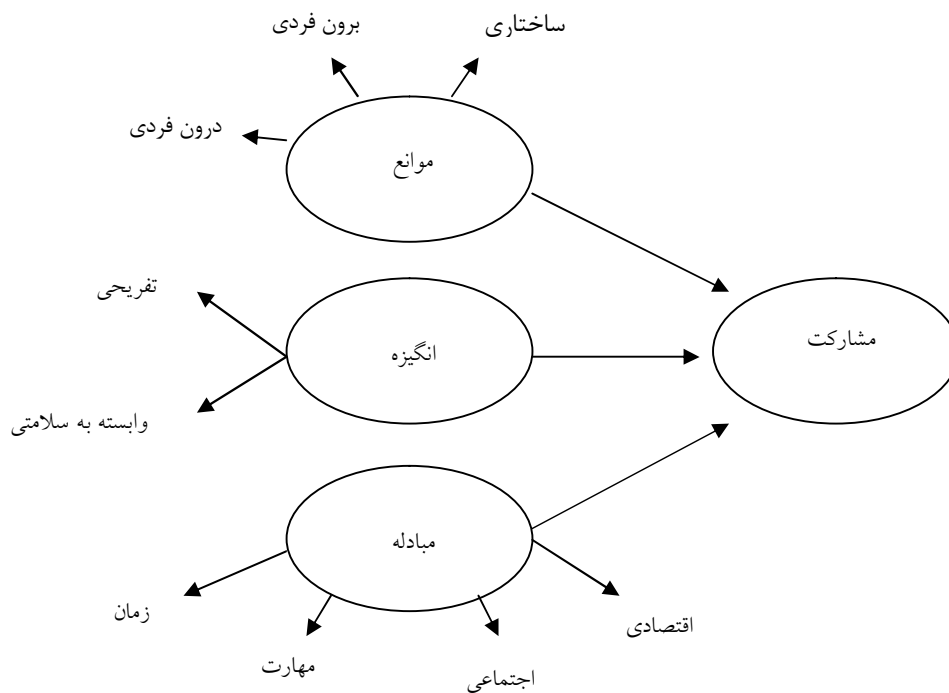 ساختاری
برون فردی
درون فردی
موانع
تفریحی
مشارکت
انگیزه
وابسته به سلامتی
مبادله
زمان
اقتصادی
مهارت
اجتماعی